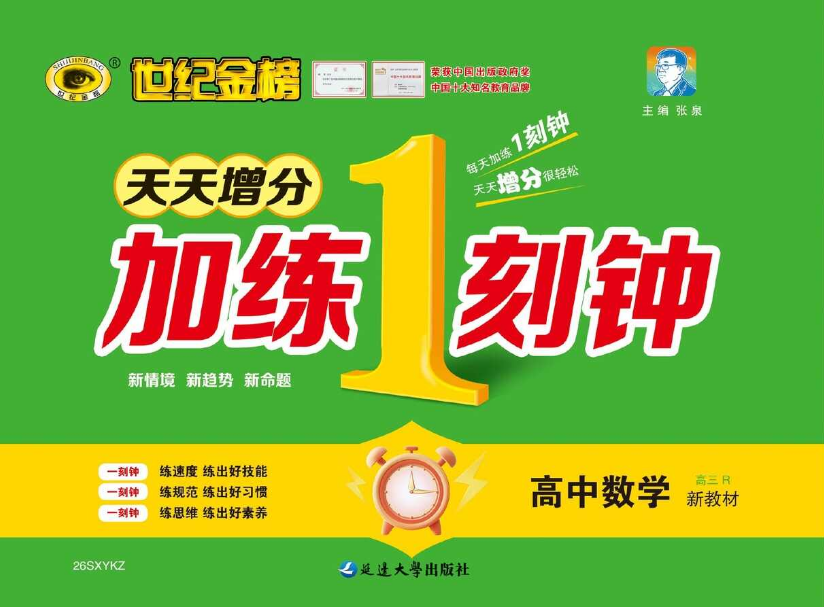 SHIJIJINBANG
世纪金榜
®
世纪金榜
荣获中国出版政府奖
中国十大知名教育品牌
主编 张泉
每天加练1刻钟
天天增分很轻松
天天增分
加练1刻钟
新情境 新趋势 新命题
一刻钟 练速度 练出好技能
一刻钟 练规范 练出好习惯
一刻钟 练思维 练出好素养
高中数学
高三 R
新教材
26SXYKZ
延边大學出版社